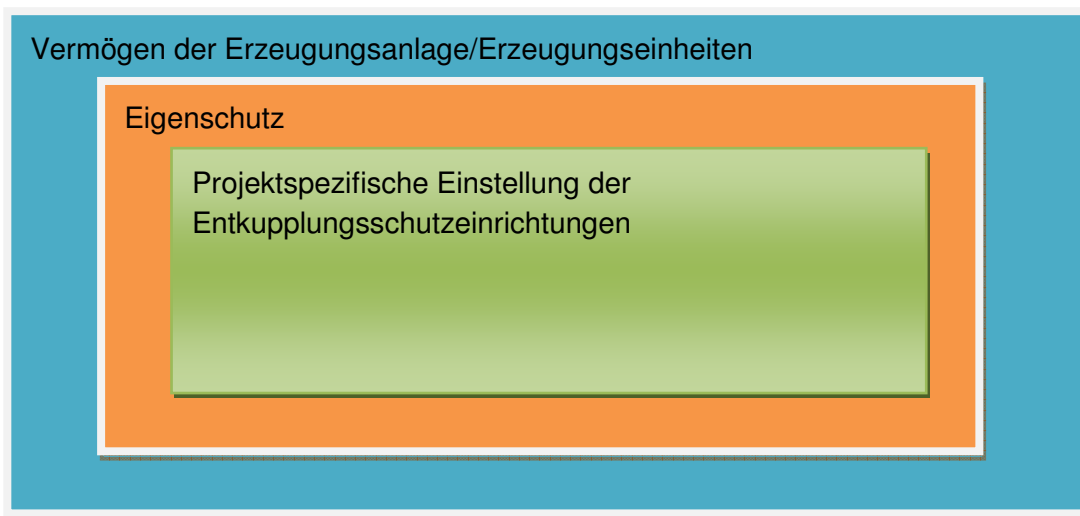 Vermögen der Erzeugungsanlage/Erzeugungseinheiten
Eigenschutz
Projektspezifische Einstellung der
Entkupplungsschutzeinrichtungen